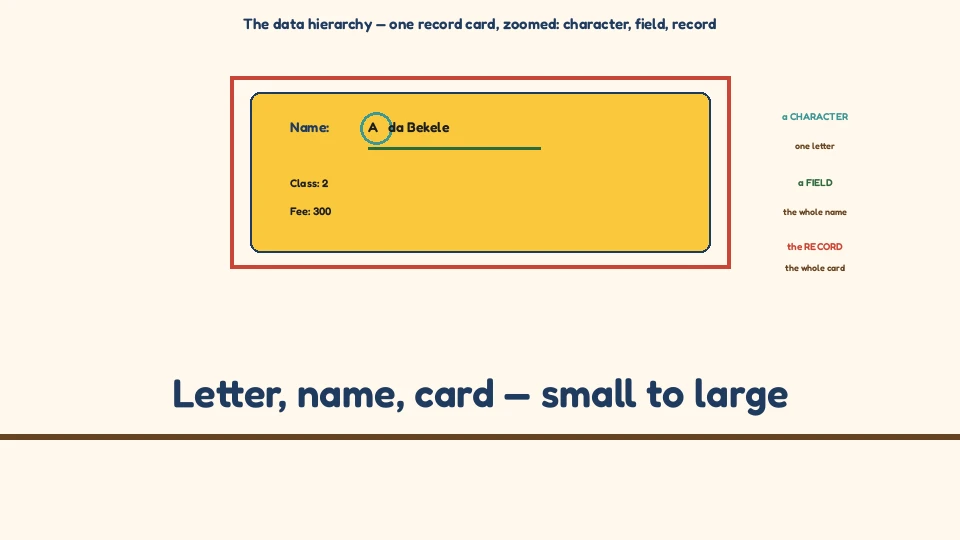 The data hierarchy — one record card, zoomed: character, field, record
Name: A da Bekele
Class: 2
Fee: 300
a CHARACTER
one letter
a FIELD
the whole name
the RECORD
the whole card
Letter, name, card — small to large